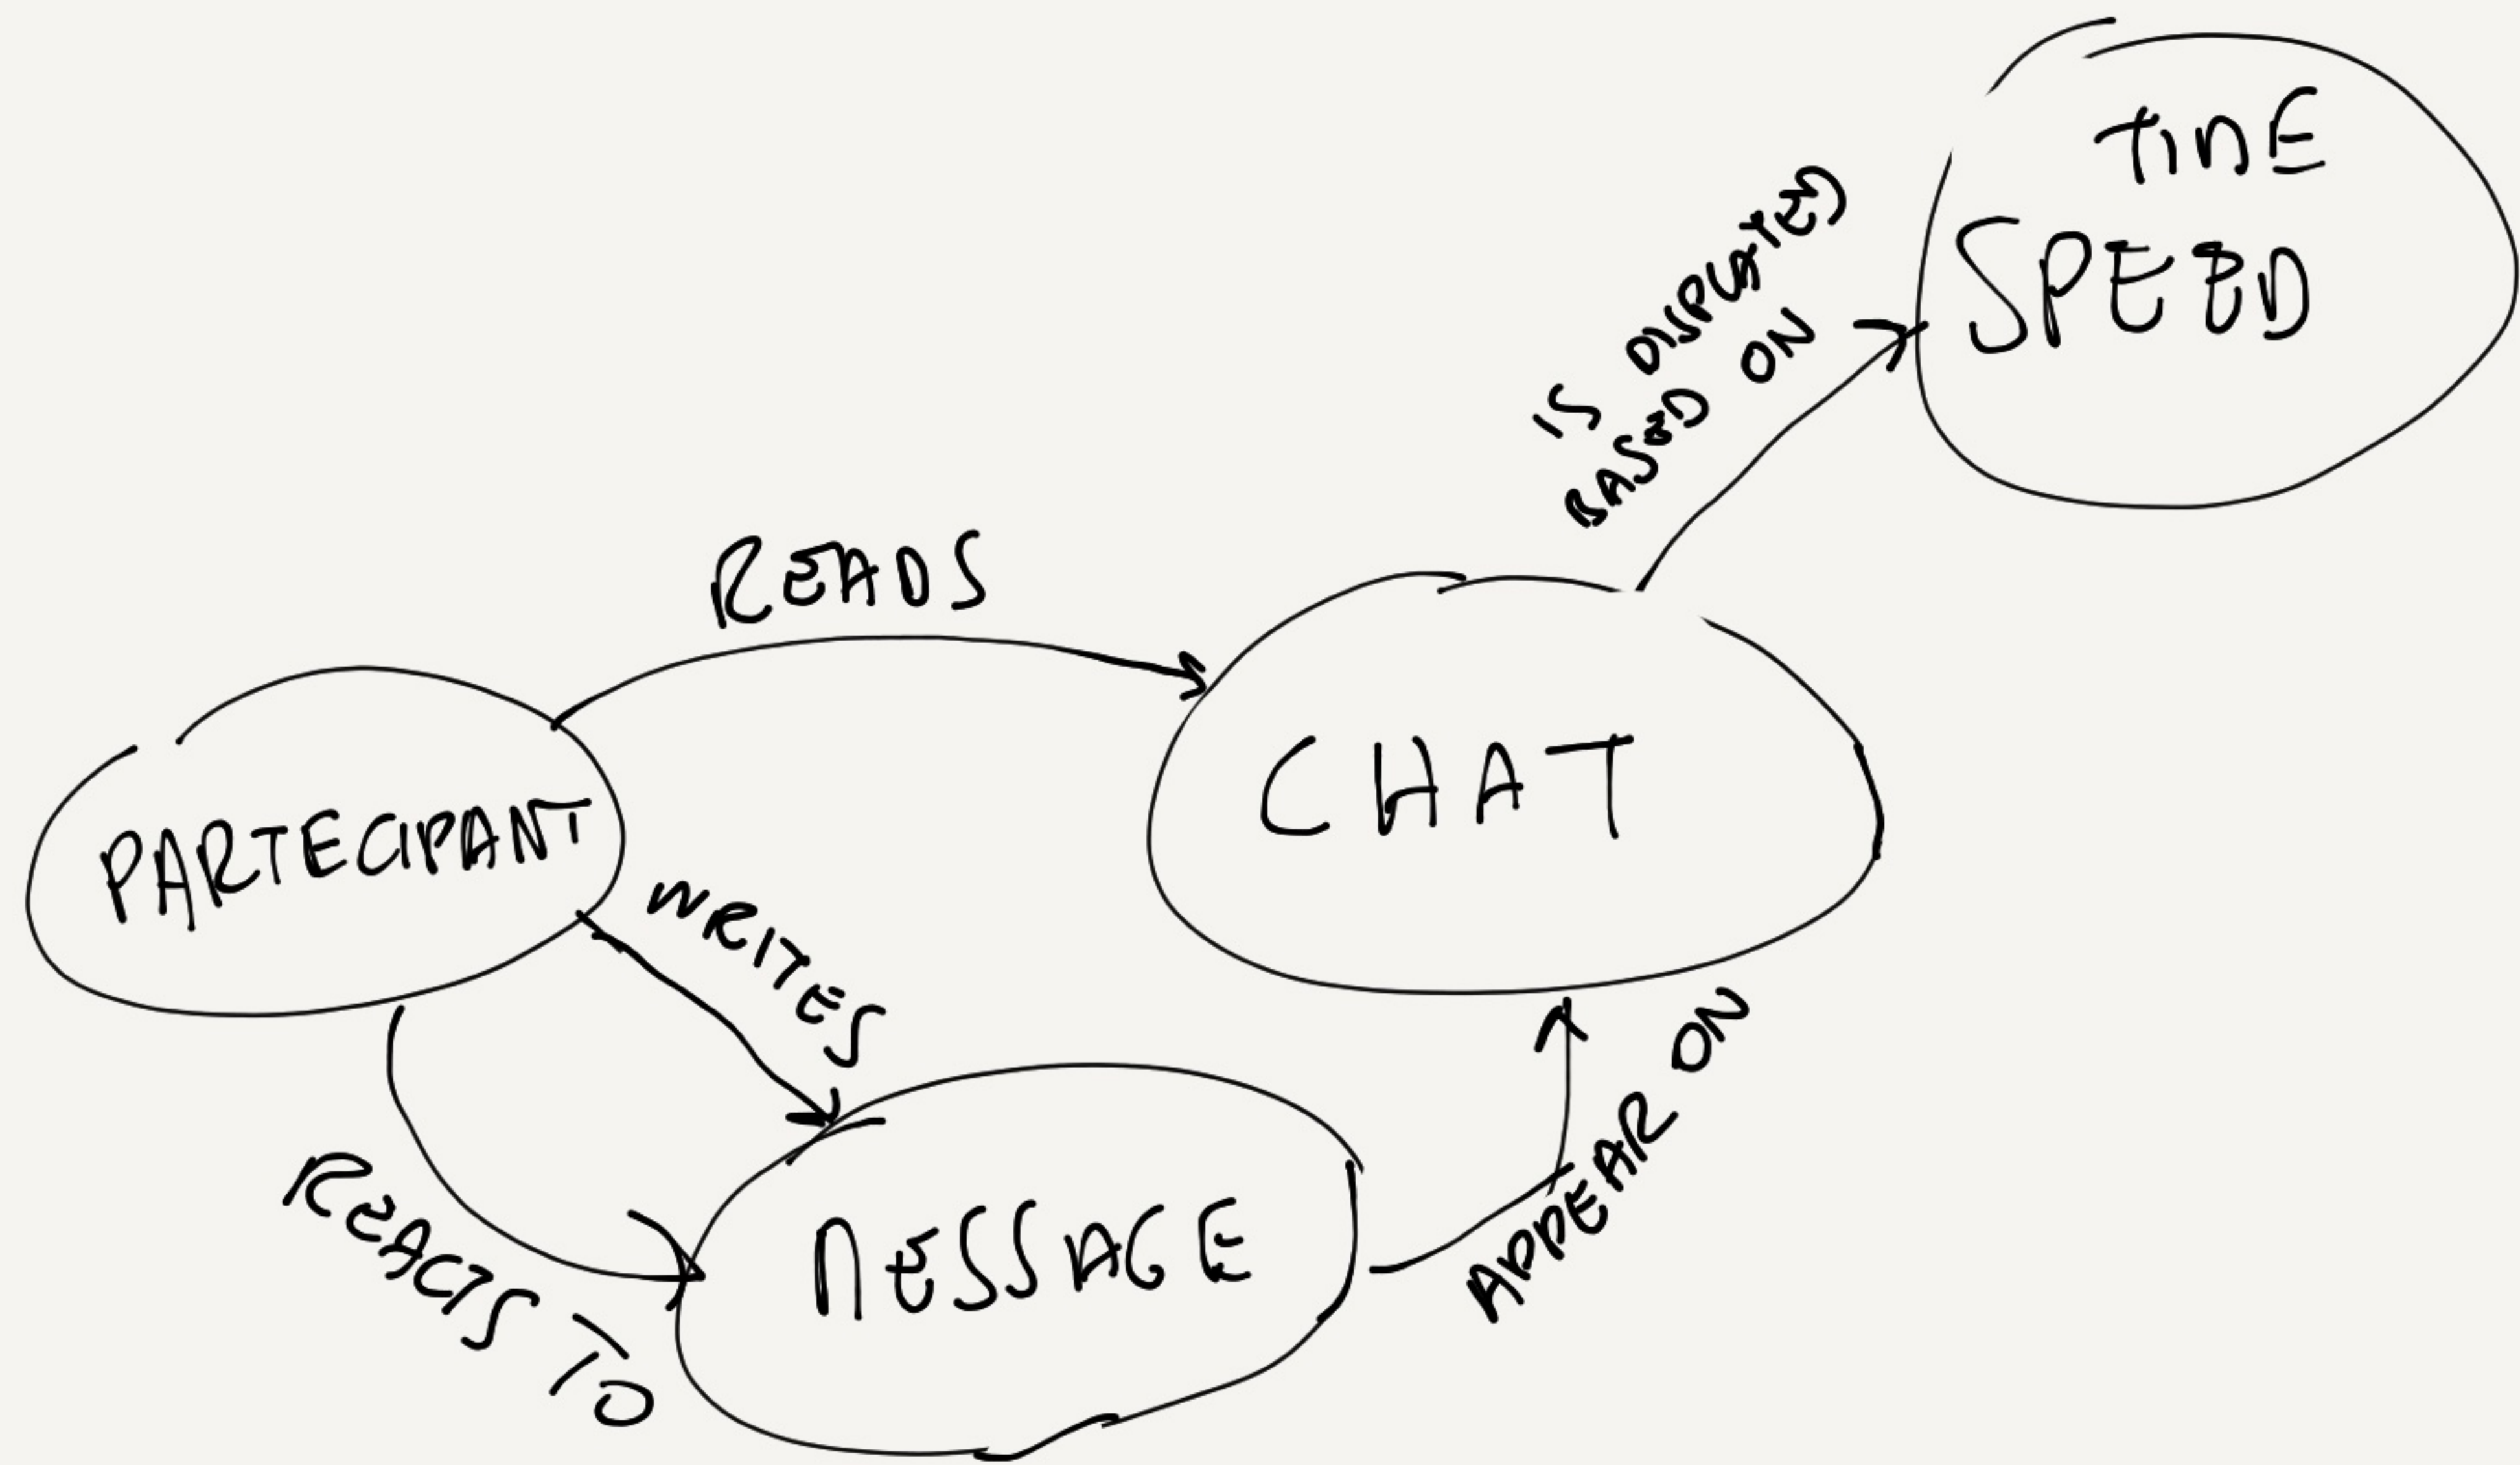 TIME
SPEED
IS DISPLAYED
BASED ON
READS
CHAT
PARTECIPANT
WRITES
REACTS TO
MESSAGE
APPEAR ON